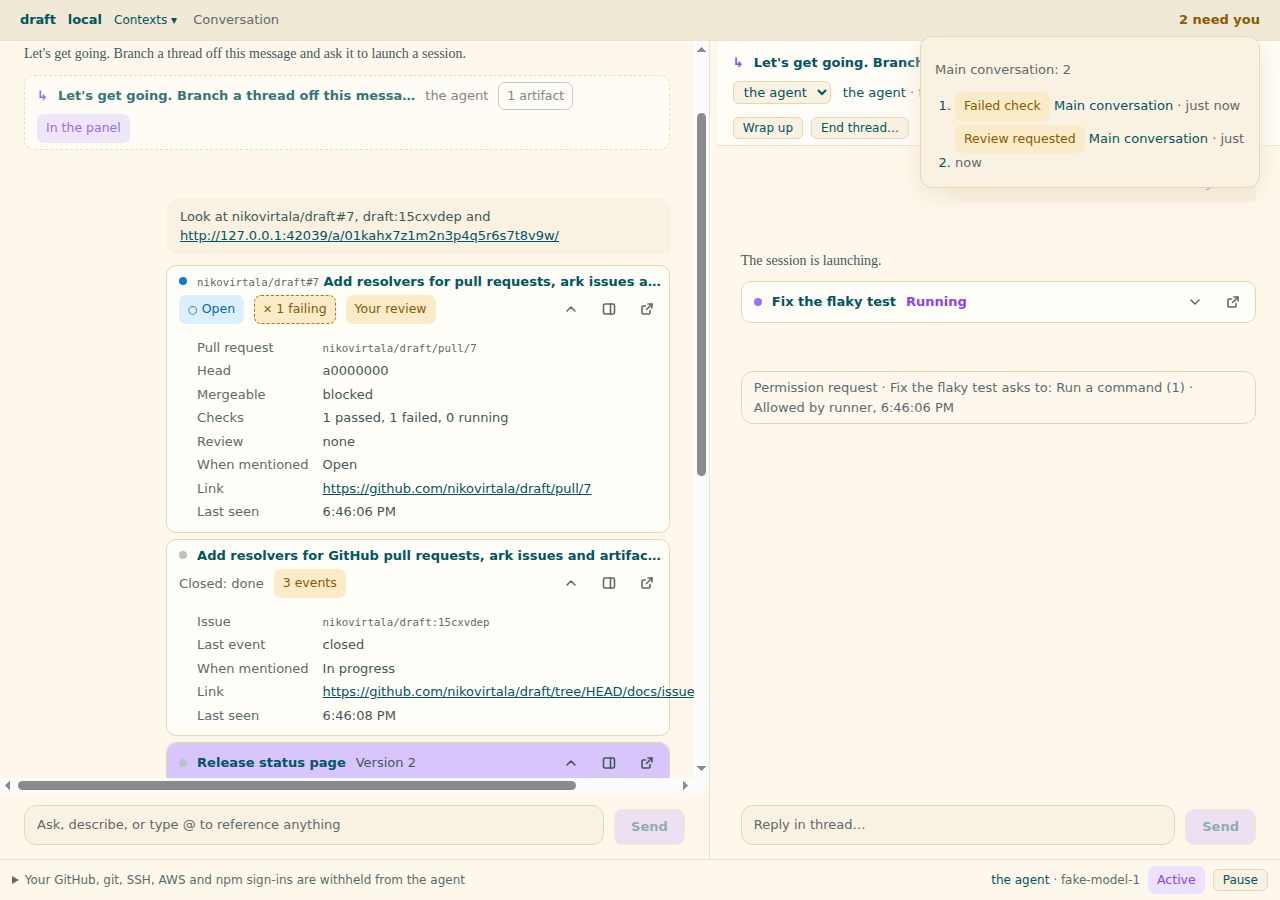 draft local Contexts ▾ Conversation 2 need you
Let's get going. Branch a thread off this message and ask it to launch a session.
↳ Let's get going. Branch a thread off this messa… the agent 1 artifact
In the panel
Look at nikovirtala/draft#7, draft:15cxvdep and
http://127.0.0.1:42039/a/01kahx7z1m2n3p4q5r6s7t8v9w/
nikovirtala/draft#7 Add resolvers for pull requests, ark issues a…
○ Open × 1 failing Your review
Pull request nikovirtala/draft/pull/7
Head a0000000
Mergeable blocked
Checks 1 passed, 1 failed, 0 running
Review none
When mentioned Open
Link https://github.com/nikovirtala/draft/pull/7
Last seen 6:46:06 PM
Add resolvers for GitHub pull requests, ark issues and artifac…
Closed: done 3 events
Issue nikovirtala/draft:15cxvdep
Last event closed
When mentioned In progress
Link https://github.com/nikovirtala/draft/tree/HEAD/docs/issue
Last seen 6:46:08 PM
Release status page Version 2
Ask, describe, or type @ to reference anything Send
↳ Let's get going. Branch
the agent the agent ·
Wrap up End thread…
Main conversation: 2
1. Failed check Main conversation · just now
Review requested Main conversation · just
2. now
The session is launching.
Fix the flaky test Running
Permission request · Fix the flaky test asks to: Run a command (1) ·
Allowed by runner, 6:46:06 PM
Reply in thread… Send
▶ Your GitHub, git, SSH, AWS and npm sign-ins are withheld from the agent
the agent · fake-model-1 Active Pause